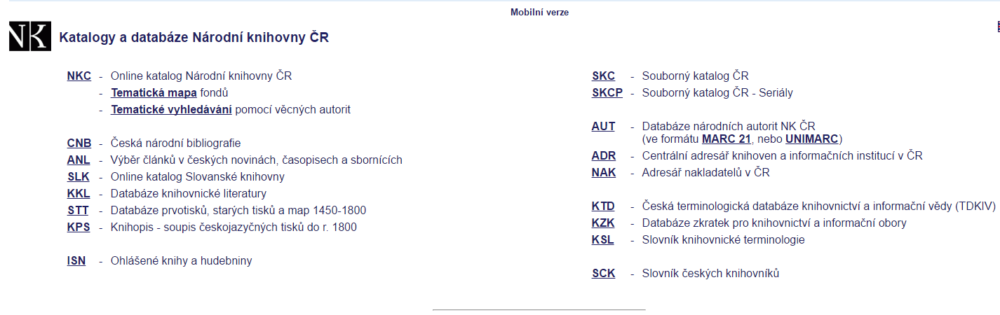 Mobilní verze
NK Katalogy a databáze Národní knihovny ČR
NKC - Online katalog Národní knihovny ČR
- Tematická mapa fondů
- Tematické vyhledávání pomocí věcných autorit
CNB - Česká národní bibliografie
ANL - Výběr článků v českých novinách, časopisech a sbornících
SLK - Online katalog Slovanské knihovny
KKL - Databáze knihovnické literatury
STT - Databáze prvotisků, starých tisků a map 1450-1800
KPS - Knihopis - soupis českojazyčných tisků do r. 1800
ISN - Ohlášené knihy a hudebniny
SKC - Souborný katalog ČR
SKCP - Souborný katalog ČR - Seriály
AUT - Databáze národních autorit NK ČR
(ve formátu MARC 21, nebo UNIMARC)
ADR - Centrální adresář knihoven a informačních institucí v ČR
NAK - Adresář nakladatelů v ČR
KTD - Česká terminologická databáze knihovnictví a informační vědy (TDKIV)
KZK - Databáze zkratek pro knihovnictví a informační obory
KSL - Slovník knihovnické terminologie
SCK - Slovník českých knihovníků